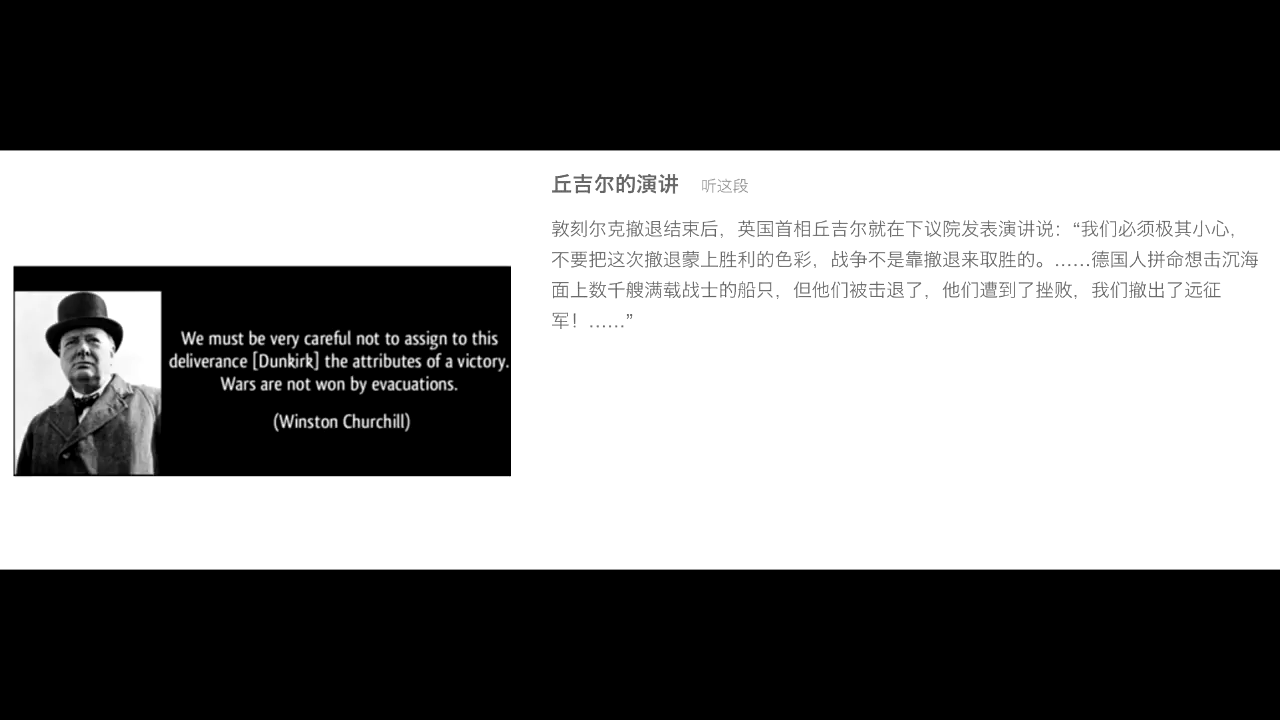 丘吉尔的演讲 听这段
敦刻尔克撤退结束后，英国首相丘吉尔就在下议院发表演讲说：“我们必须极其小心，
不要把这次撤退蒙上胜利的色彩，战争不是靠撤退来取胜的。……德国人拼命想击沉海
面上数千艘满载战士的船只，但他们被击退了，他们遭到了挫败，我们撤出了远征
军！……”
We must be very careful not to assign to this
deliverance [Dunkirk] the attributes of a victory.
Wars are not won by evacuations.
(Winston Churchill)